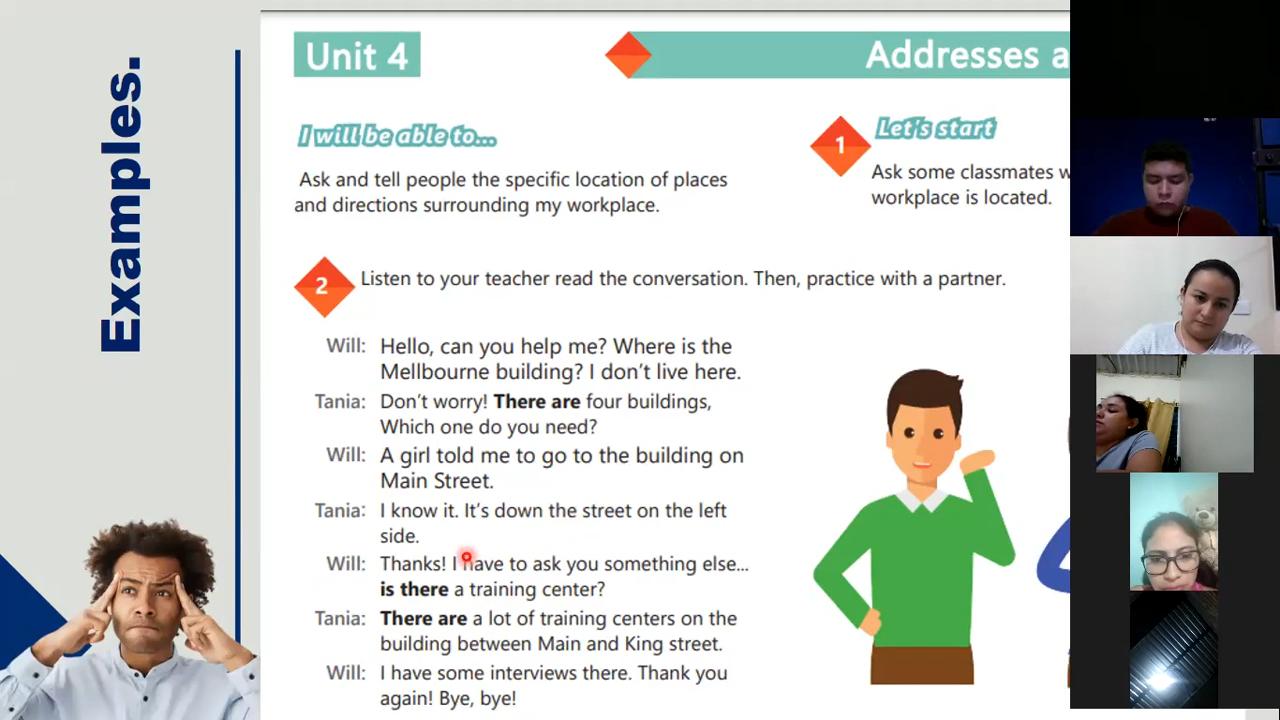 Examples.
Unit 4
Addresses a
I will be able to...
Ask and tell people the specific location of places
and directions surrounding my workplace.
1
Let's start
Ask some classmates w
workplace is located.
2
Listen to your teacher read the conversation. Then, practice with a partner.
Will: Hello, can you help me? Where is the
Mellbourne building? I don't live here.
Tania: Don't worry! There are four buildings,
Which one do you need?
Will: A girl told me to go to the building on
Main Street.
Tania: I know it. It's down the street on the left
side.
Will: Thanks! I have to ask you something else...
is there a training center?
Tania: There are a lot of training centers on the
building between Main and King street.
Will: I have some interviews there. Thank you
again! Bye, bye!